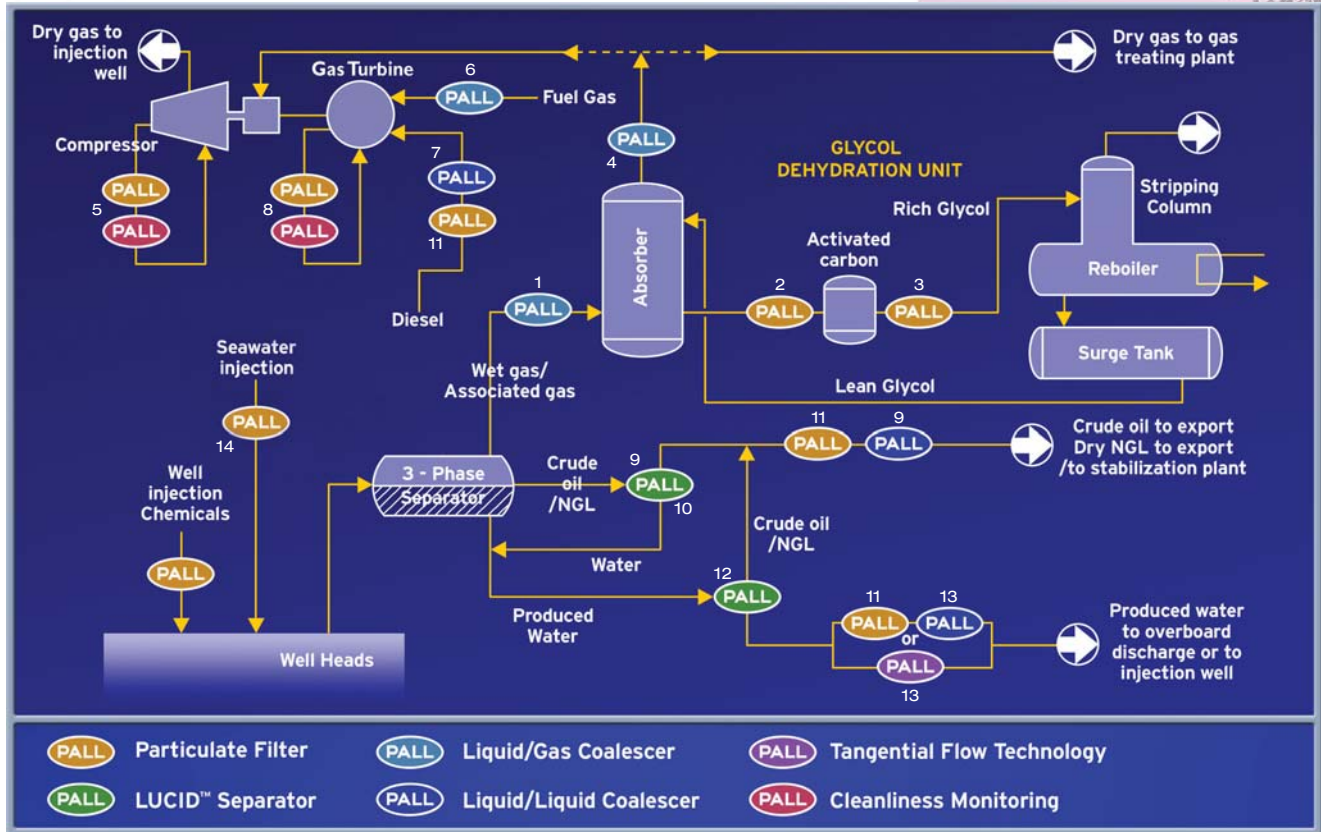 Dry gas to
injection
well
Gas Turbine
6
PALL
Fuel Gas
Dry gas to gas
treating plant
Compressor
PALL
5
PALL
PALL
8
PALL
7
PALL
PALL
11
Diesel
PALL
4
GLYCOL
DEHYDRATION UNIT
Rich Glycol
Stripping
Column
Reboiler
Absorber
Activated
carbon
1
PALL
2
PALL
3
PALL
Surge Tank
Lean Glycol
Wet gas/
Associated gas
Seawater
injection
PALL
14
Well
injection
Chemicals
PALL
3 - Phase
Separator
Crude
oil
/NGL
9
PALL
10
Water
11
PALL
9
PALL
Crude oil to export
Dry NGL to export
/to stabilization plant
Crude oil
/NGL
12
PALL
Produced
Water
11
PALL
13
PALL
or
PALL
13
Produced water
to overboard
discharge or to
injection well
Well Heads
PALL Particulate Filter
PALL Liquid/Gas Coalescer
PALL Tangential Flow Technology
PALL LUCID™ Separator
PALL Liquid/Liquid Coalescer
PALL Cleanliness Monitoring